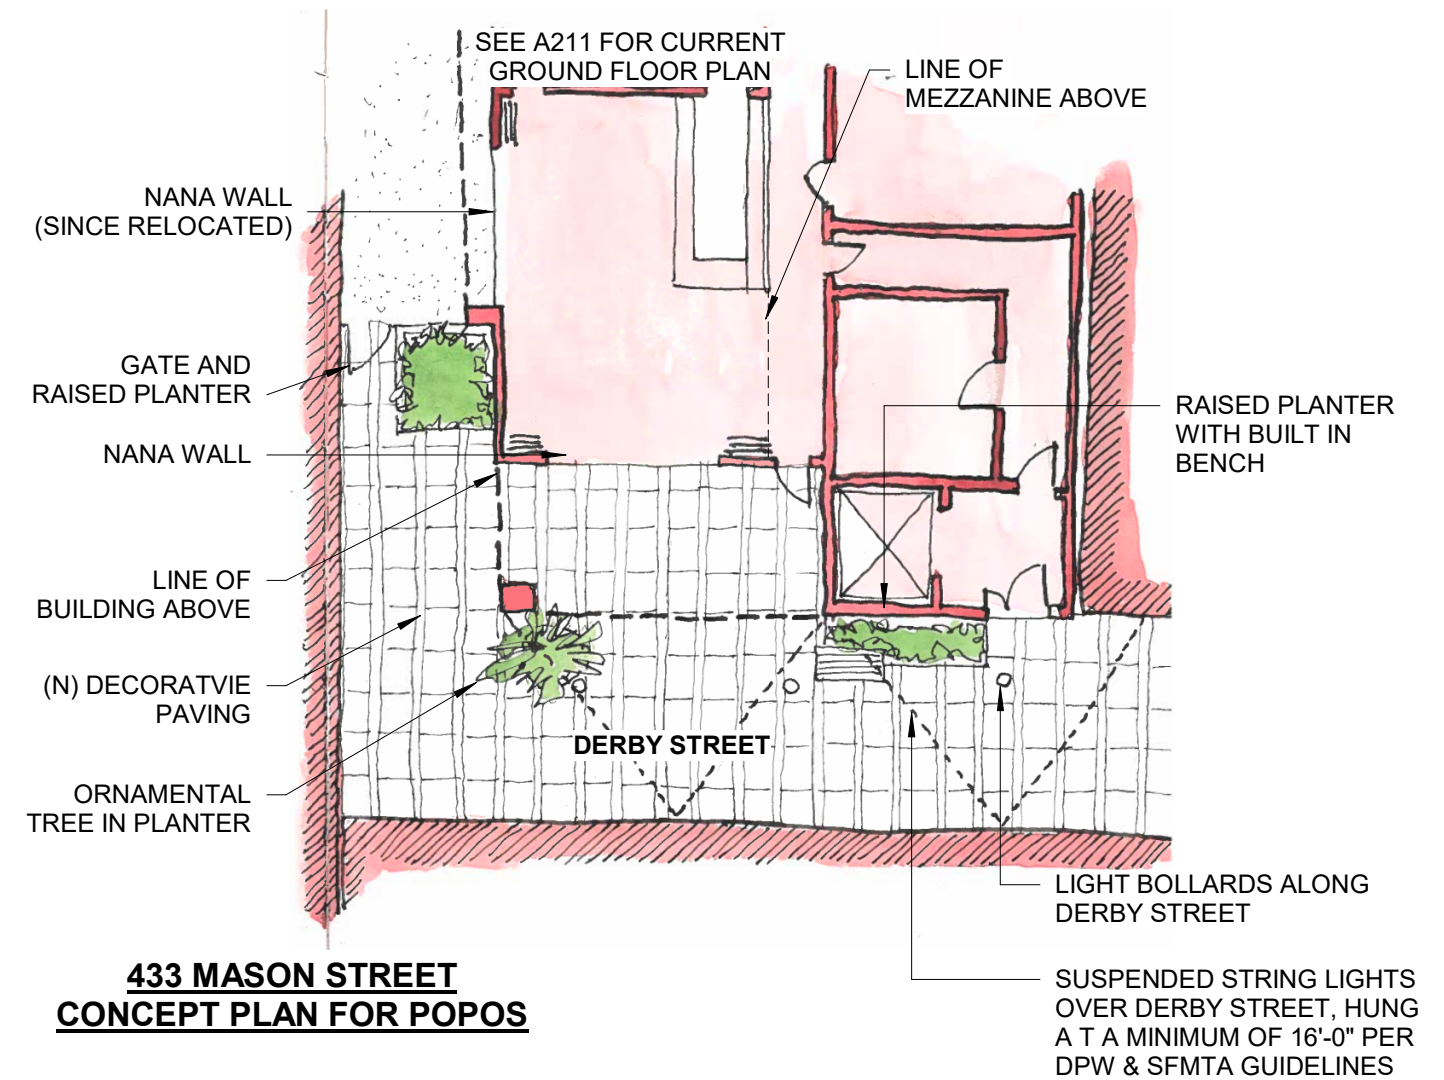 SEE A211 FOR CURRENT
GROUND FLOOR PLAN
LINE OF
MEZZANINE ABOVE
NANA WALL
(SINCE RELOCATED)
GATE AND
RAISED PLANTER
NANA WALL
RAISED PLANTER
WITH BUILT IN
BENCH
LINE OF
BUILDING ABOVE
(N) DECORATVIE
PAVING
DERBY STREET
ORNAMENTAL
TREE IN PLANTER
LIGHT BOLLARDS ALONG
DERBY STREET
433 MASON STREET
CONCEPT PLAN FOR POPOS
SUSPENDED STRING LIGHTS
OVER DERBY STREET, HUNG
A T A MINIMUM OF 16'-0" PER
DPW & SFMTA GUIDELINES